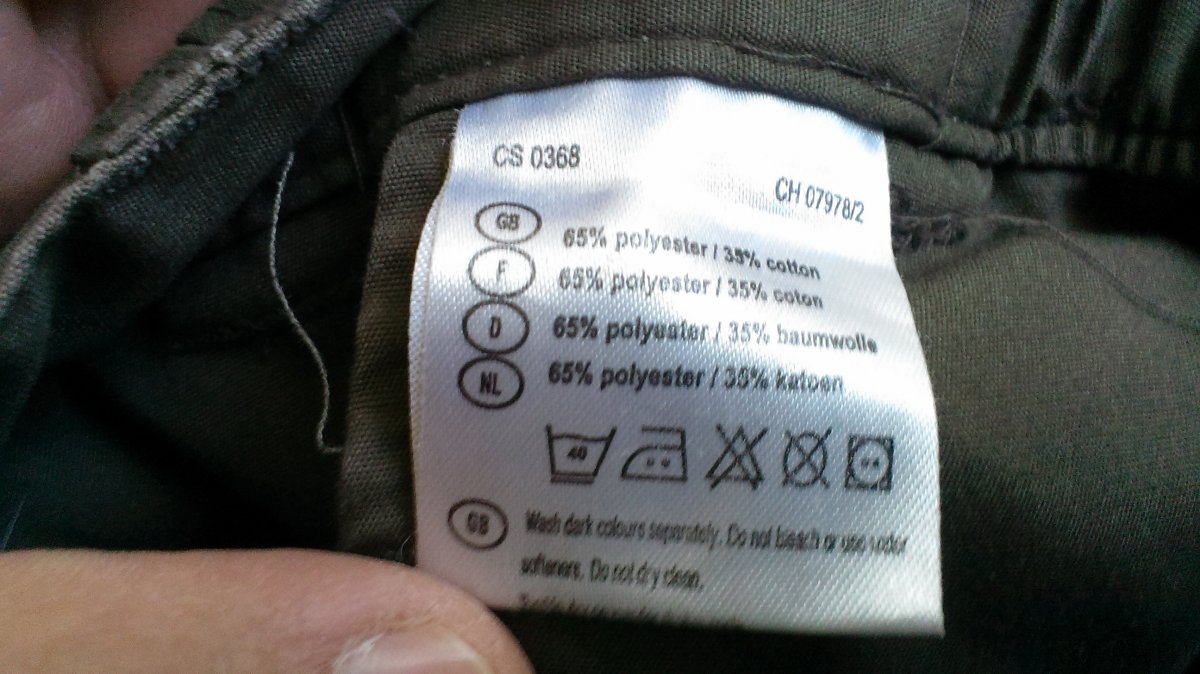 CS 0368
CH 07978/2
GB 65% polyester / 35% cotton
F 65% polyester / 35% coton
D 65% polyester / 35% baumwolle
NL 65% polyester / 35% katoen
40
GB Wash dark colours separately. Do not bleach or use
softeners. Do not dry clean.